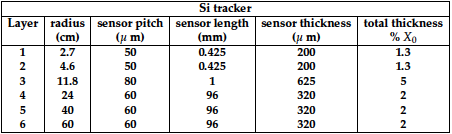 Si tracker
Layer radius sensor pitch sensor length sensor thickness total thickness
(cm) (μ m) (mm) (μ m) % X0
1 2.7 50 0.425 200 1.3
2 4.6 50 0.425 200 1.3
3 11.8 80 1 625 5
4 24 60 96 320 2
5 40 60 96 320 2
6 60 60 96 320 2